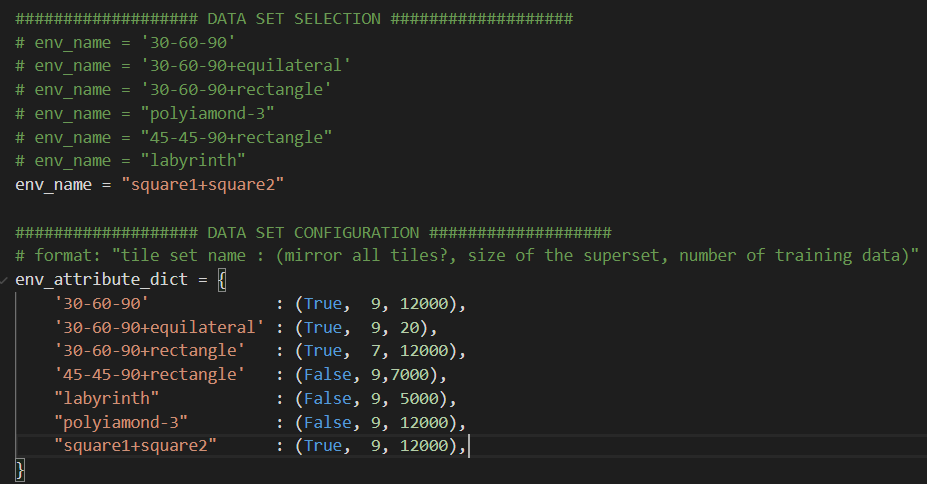 ################### DATA SET SELECTION ###################
# env_name = '30-60-90'
# env_name = '30-60-90+equilateral'
# env_name = '30-60-90+rectangle'
# env_name = "polyiamond-3"
# env_name = "45-45-90+rectangle"
# env_name = "labyrinth"
env_name = "square1+square2"
################### DATA SET CONFIGURATION ###################
# format: "tile set name : (mirror all tiles?, size of the superset, number of training data)"
env_attribute_dict = {
    '30-60-90'             : (True,  9, 12000),
    '30-60-90+equilateral' : (True,  9, 20),
    '30-60-90+rectangle'   : (True,  7, 12000),
    '45-45-90+rectangle'   : (False, 9,7000),
    "labyrinth"            : (False, 9, 5000),
    "polyiamond-3"         : (False, 9, 12000),
    "square1+square2"      : (True,  9, 12000),
}